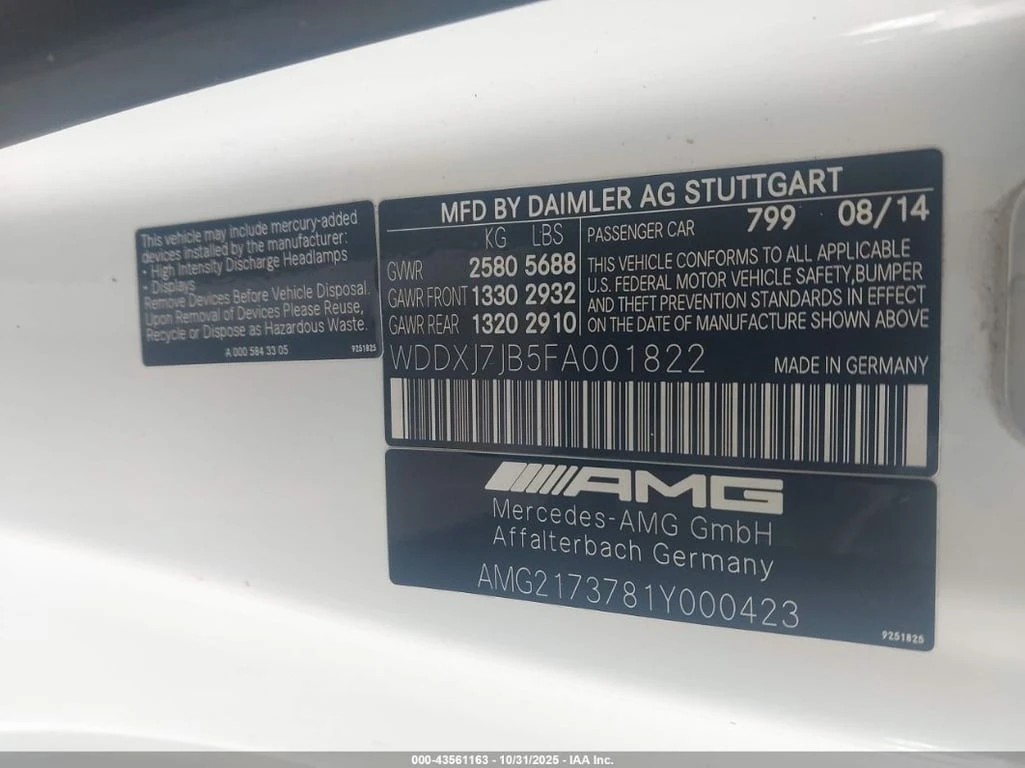 This vehicle may include mercury-added
devices installed by the manufacturer:
- High Intensity Discharge Headlamps
- Displays
Remove Devices Before Vehicle Disposal.
Upon Removal of Devices Please Reuse,
Recycle or Dispose as Hazardous Waste.
A 000 584 33 05
9251825
MFD BY DAIMLER AG STUTTGART
KG LBS
GVWR 2580 5688
GAWR FRONT 1330 2932
GAWR REAR 1320 2910
PASSENGER CAR 799 08/14
THIS VEHICLE CONFORMS TO ALL APPLICABLE
U.S. FEDERAL MOTOR VEHICLE SAFETY,BUMPER
AND THEFT PREVENTION STANDARDS IN EFFECT
ON THE DATE OF MANUFACTURE SHOWN ABOVE
WDDXJ7JB5FA001822
MADE IN GERMANY
AMG
Mercedes-AMG GmbH
Affalterbach Germany
AMG2173781Y000423
9251825
000-43561163 - 10/31/2025 - IAA Inc.